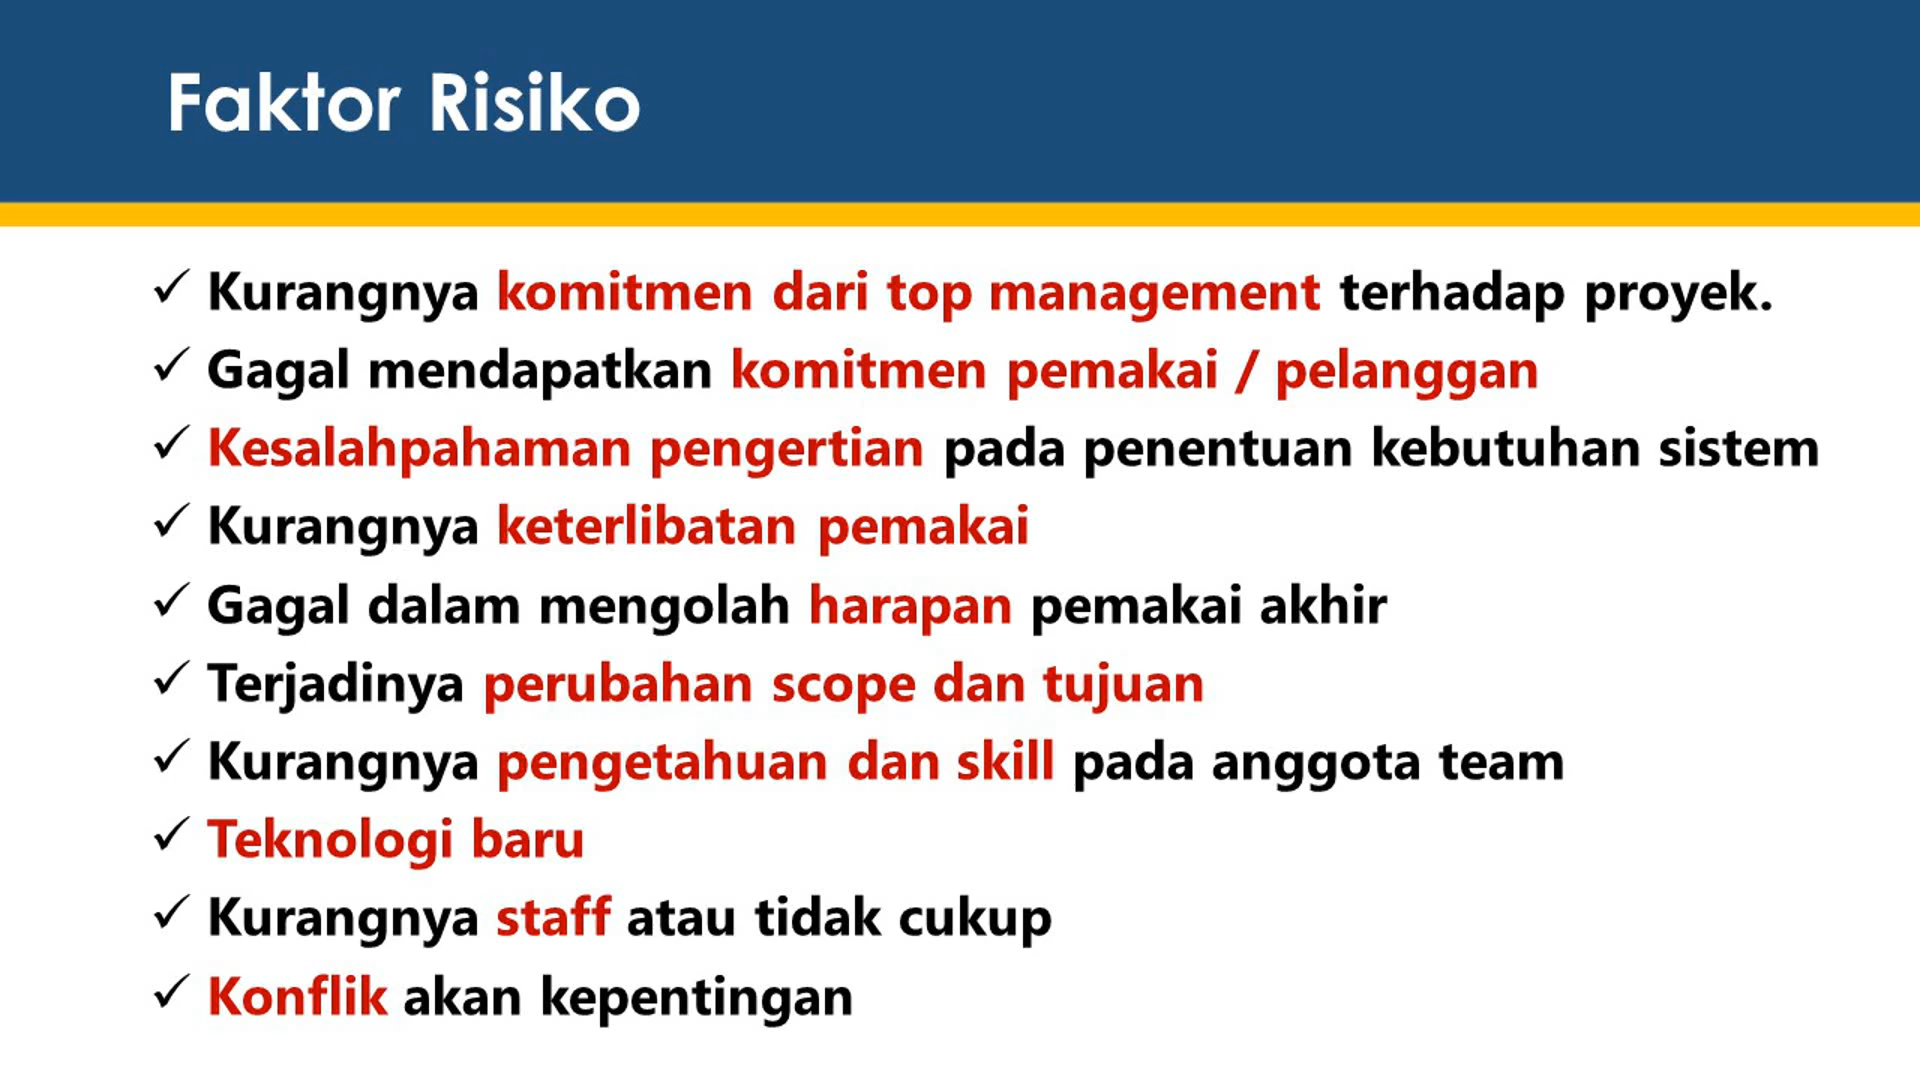 Faktor Risiko
✓ Kurangnya komitmen dari top management terhadap proyek.
✓ Gagal mendapatkan komitmen pemakai / pelanggan
✓ Kesalahpahaman pengertian pada penentuan kebutuhan sistem
✓ Kurangnya keterlibatan pemakai
✓ Gagal dalam mengolah harapan pemakai akhir
✓ Terjadinya perubahan scope dan tujuan
✓ Kurangnya pengetahuan dan skill pada anggota team
✓ Teknologi baru
✓ Kurangnya staff atau tidak cukup
✓ Konflik akan kepentingan